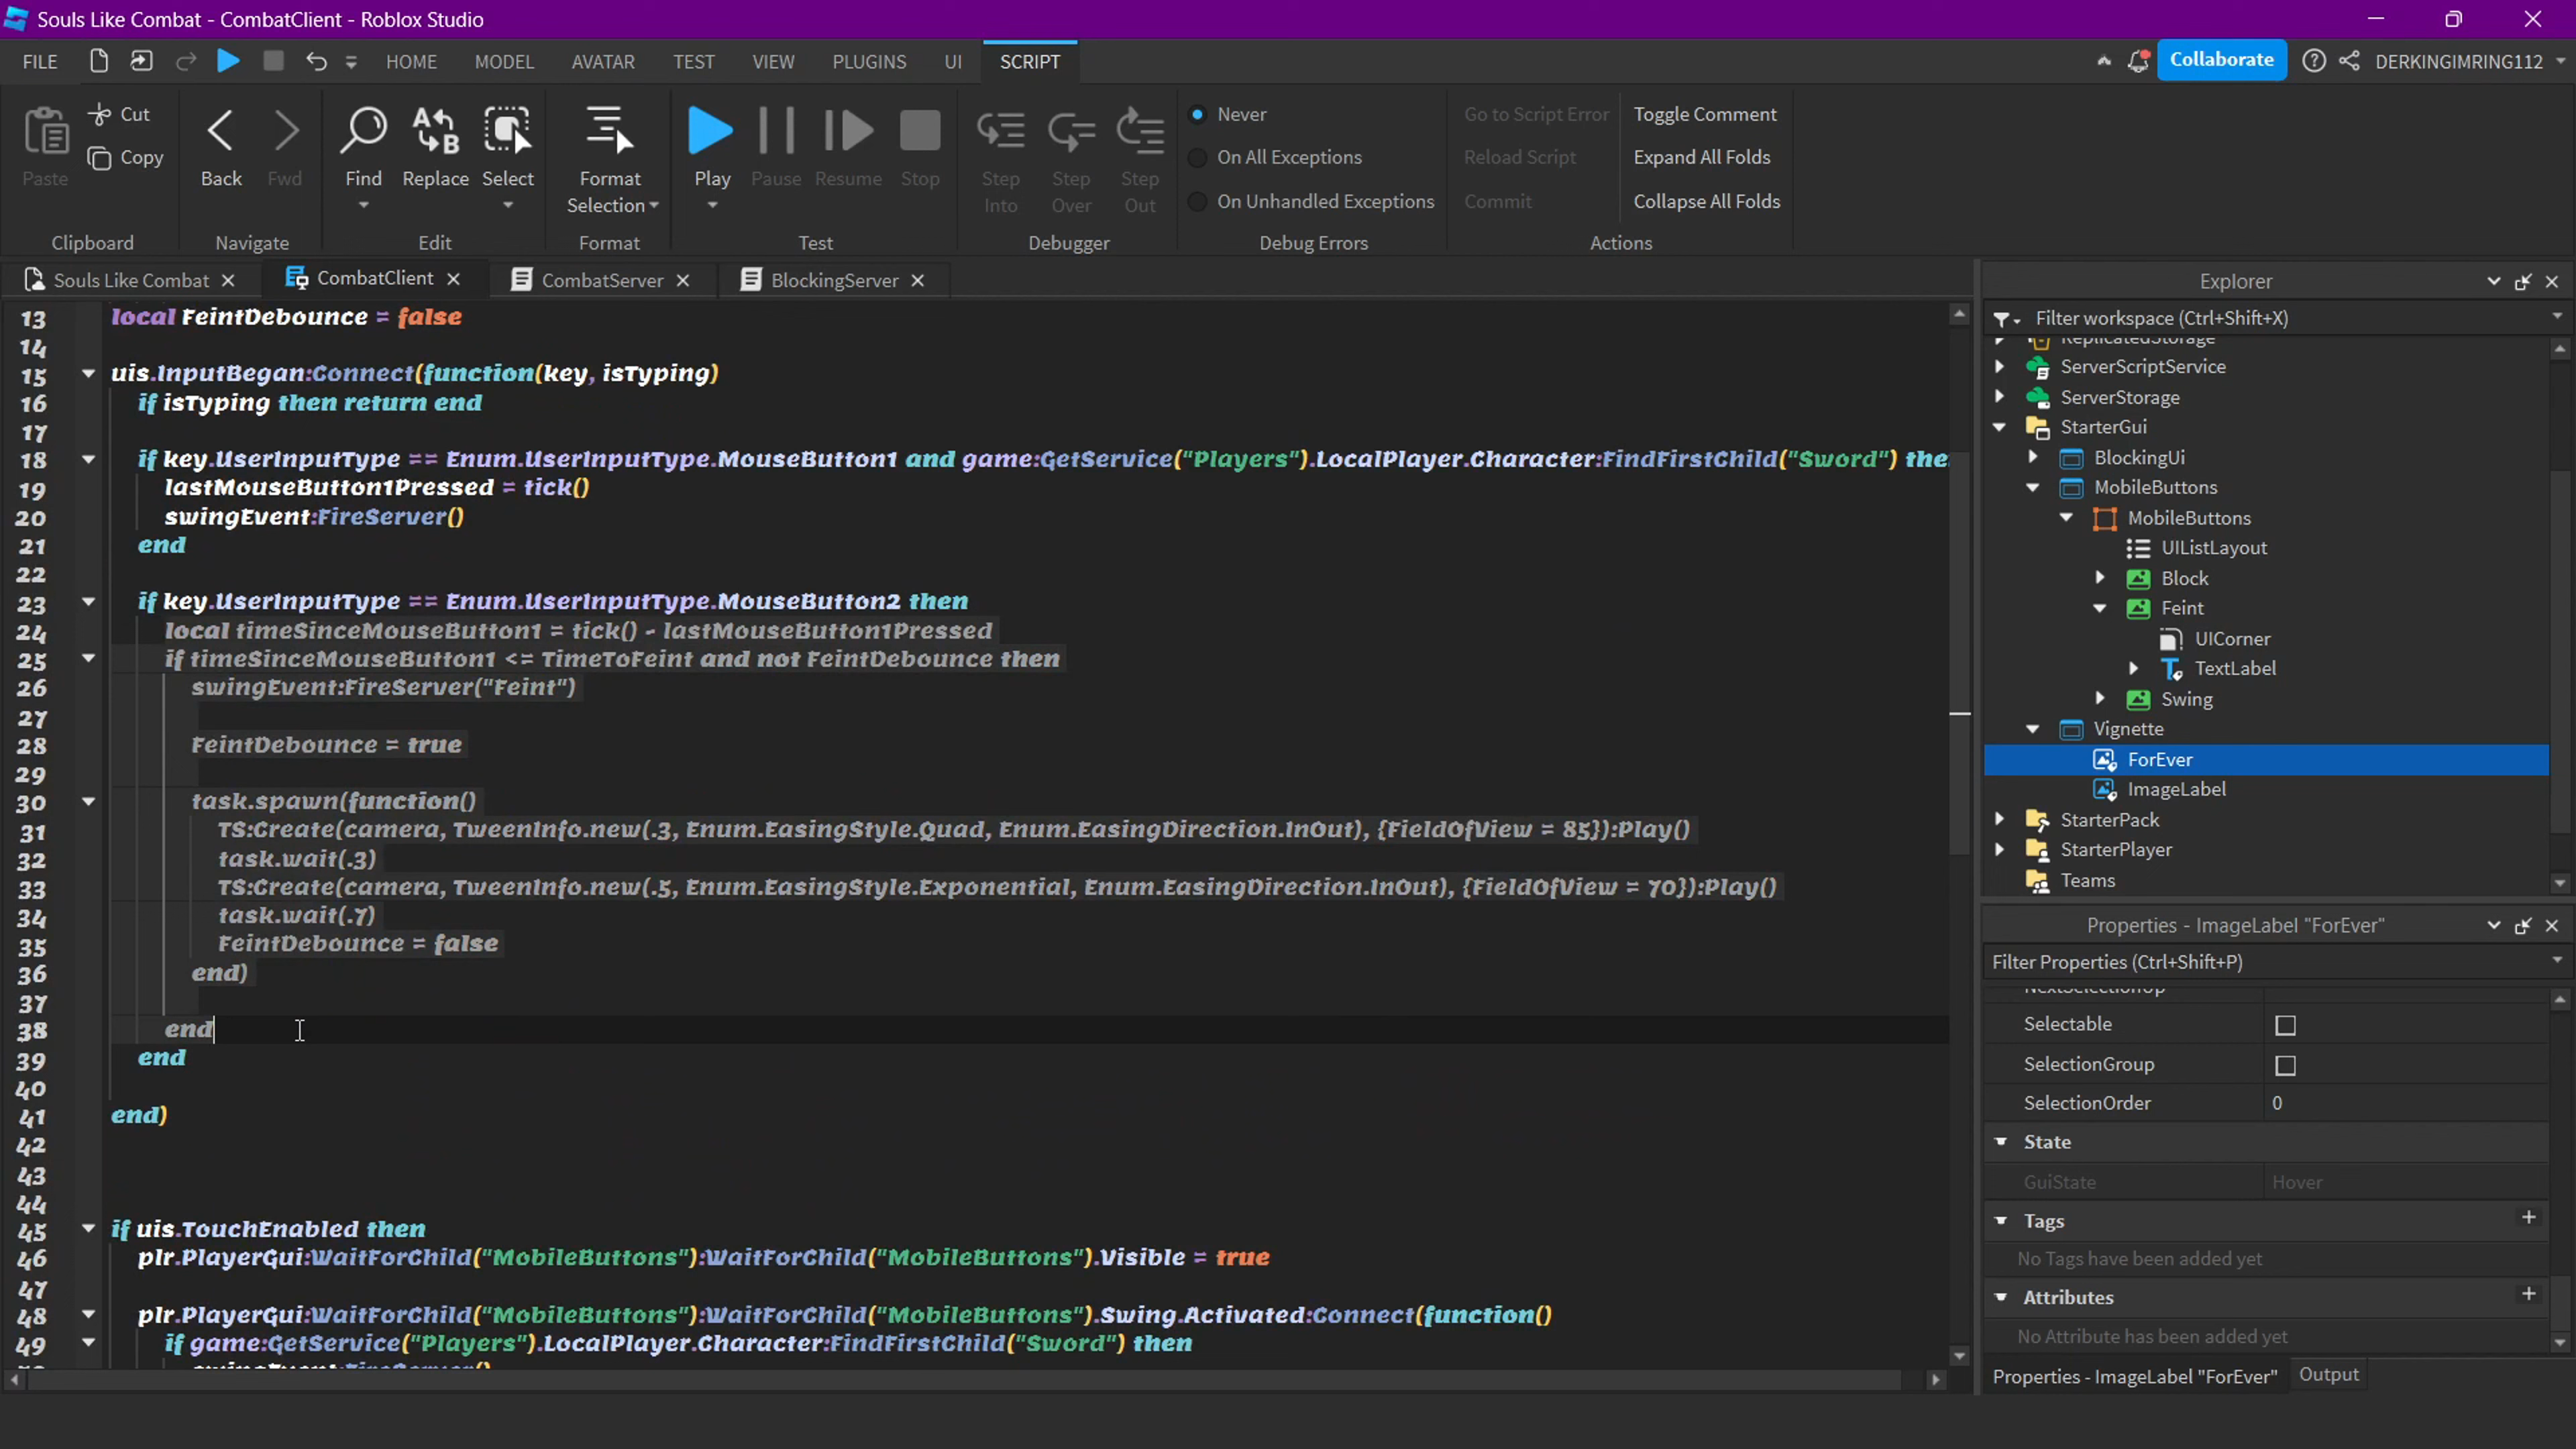 Souls Like Combat - CombatClient - Roblox Studio
FILE HOME MODEL AVATAR TEST VIEW PLUGINS UI SCRIPT Collaborate DERKINGIMRING112
Paste Cut Copy
Clipboard
Back Fwd
Navigate
Find Replace Select
Edit
Format Selection
Format
Play Pause Resume Stop
Test
Step Into Step Over Step Out
Debugger
Never
On All Exceptions
On Unhandled Exceptions
Debug Errors
Go to Script Error
Reload Script
Commit
Toggle Comment
Expand All Folds
Collapse All Folds
Actions
Souls Like Combat CombatClient CombatServer BlockingServer
13 local FeintDebounce = false
14
15 uis.InputBegan:Connect(function(key, isTyping)
16 if isTyping then return end
17
18 if key.UserInputType == Enum.UserInputType.MouseButton1 and game:GetService("Players").LocalPlayer.Character:FindFirstChild("Sword") the
19 lastMouseButton1Pressed = tick()
20 swingEvent:FireServer()
21 end
22
23 if key.UserInputType == Enum.UserInputType.MouseButton2 then
24 local timeSinceMouseButton1 = tick() - lastMouseButton1Pressed
25 if timeSinceMouseButton1 <= TimeToFeint and not FeintDebounce then
26 swingEvent:FireServer("Feint")
27
28 FeintDebounce = true
29
30 task.spawn(function()
31 TS:Create(camera, TweenInfo.new(.3, Enum.EasingStyle.Quad, Enum.EasingDirection.InOut), {FieldOfView = 85}):Play()
32 task.wait(.3)
33 TS:Create(camera, TweenInfo.new(.5, Enum.EasingStyle.Exponential, Enum.EasingDirection.InOut), {FieldOfView = 70}):Play()
34 task.wait(.7)
35 FeintDebounce = false
36 end)
37
38 end
39 end
40
41 end)
42
43
44
45 if uis.TouchEnabled then
46 plr.PlayerGui:WaitForChild("MobileButtons"):WaitForChild("MobileButtons").Visible = true
47
48 plr.PlayerGui:WaitForChild("MobileButtons"):WaitForChild("MobileButtons").Swing.Activated:Connect(function()
49 if game:GetService("Players").LocalPlayer.Character:FindFirstChild("Sword") then
swingEvent:FireServer()
Explorer
Filter workspace (Ctrl+Shift+X)
ReplicatedStorage
ServerScriptService
ServerStorage
StarterGui
BlockingUi
MobileButtons
MobileButtons
UIListLayout
Block
Feint
UICorner
TextLabel
Swing
Vignette
ForEver
ImageLabel
StarterPack
StarterPlayer
Teams
Properties - ImageLabel "ForEver"
Filter Properties (Ctrl+Shift+P)
NextSelectionUp
Selectable
SelectionGroup
SelectionOrder 0
State
GuiState Hover
Tags +
No Tags have been added yet
Attributes +
No Attribute has been added yet
Properties - ImageLabel "ForEver" Output